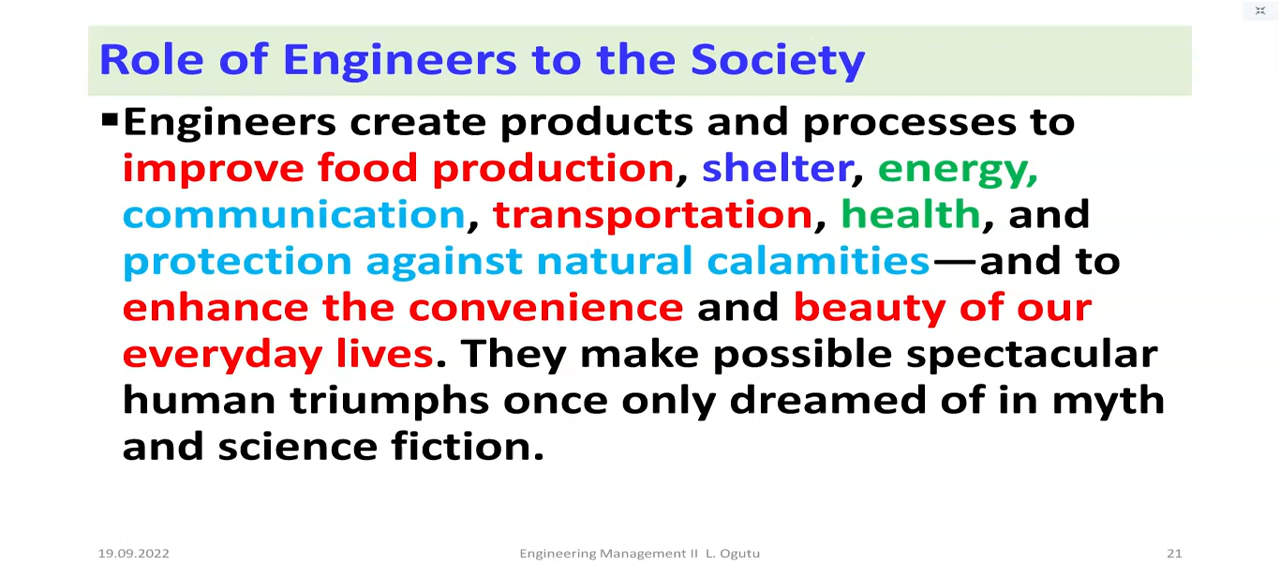 Role of Engineers to the Society
▪Engineers create products and processes to
improve food production, shelter, energy,
communication, transportation, health, and
protection against natural calamities—and to
enhance the convenience and beauty of our
everyday lives. They make possible spectacular
human triumphs once only dreamed of in myth
and science fiction.
19.09.2022
Engineering Management II L. Ogutu
21